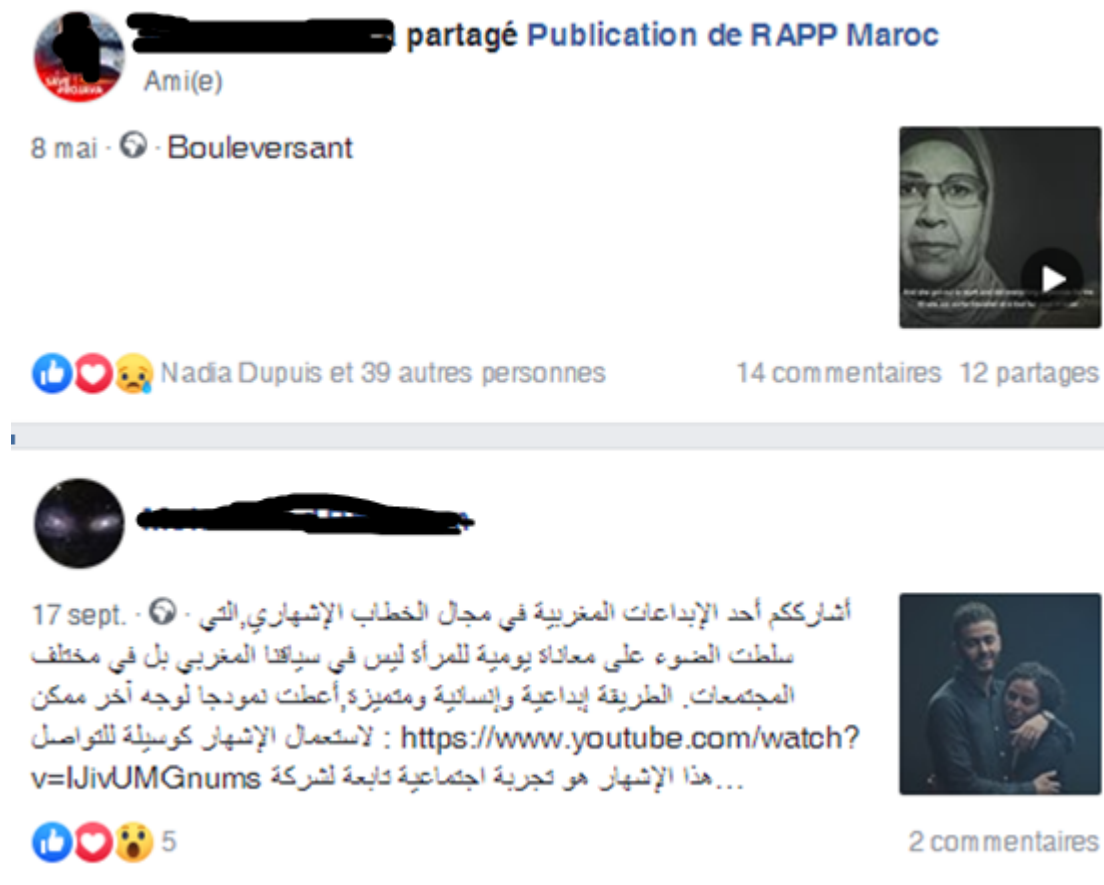 partagé Publication de RAPP Maroc
SAVE
#ROJAVA
Ami(e)
8 mai · Bouleversant
Nadia Dupuis et 39 autres personnes
14 commentaires 12 partages
17 sept. · · أشارككم أحد الإبداعات المغربية في مجال الخطاب الإشهاري,التي
سلطت الضوء على معاناة يومية للمرأة ليس في سياقنا المغربي بل في مختلف
المجتمعات. الطريقة إبداعية وإنسانية ومتميزة,أعطت نمودجا لوجه آخر ممكن
لاستعمال الإشهار كوسيلة للتواصل : https://www.youtube.com/watch?
v=IJivUMGnums هذا الإشهار هو تجربة اجتماعية تابعة لشركة...
5
2 commentaires